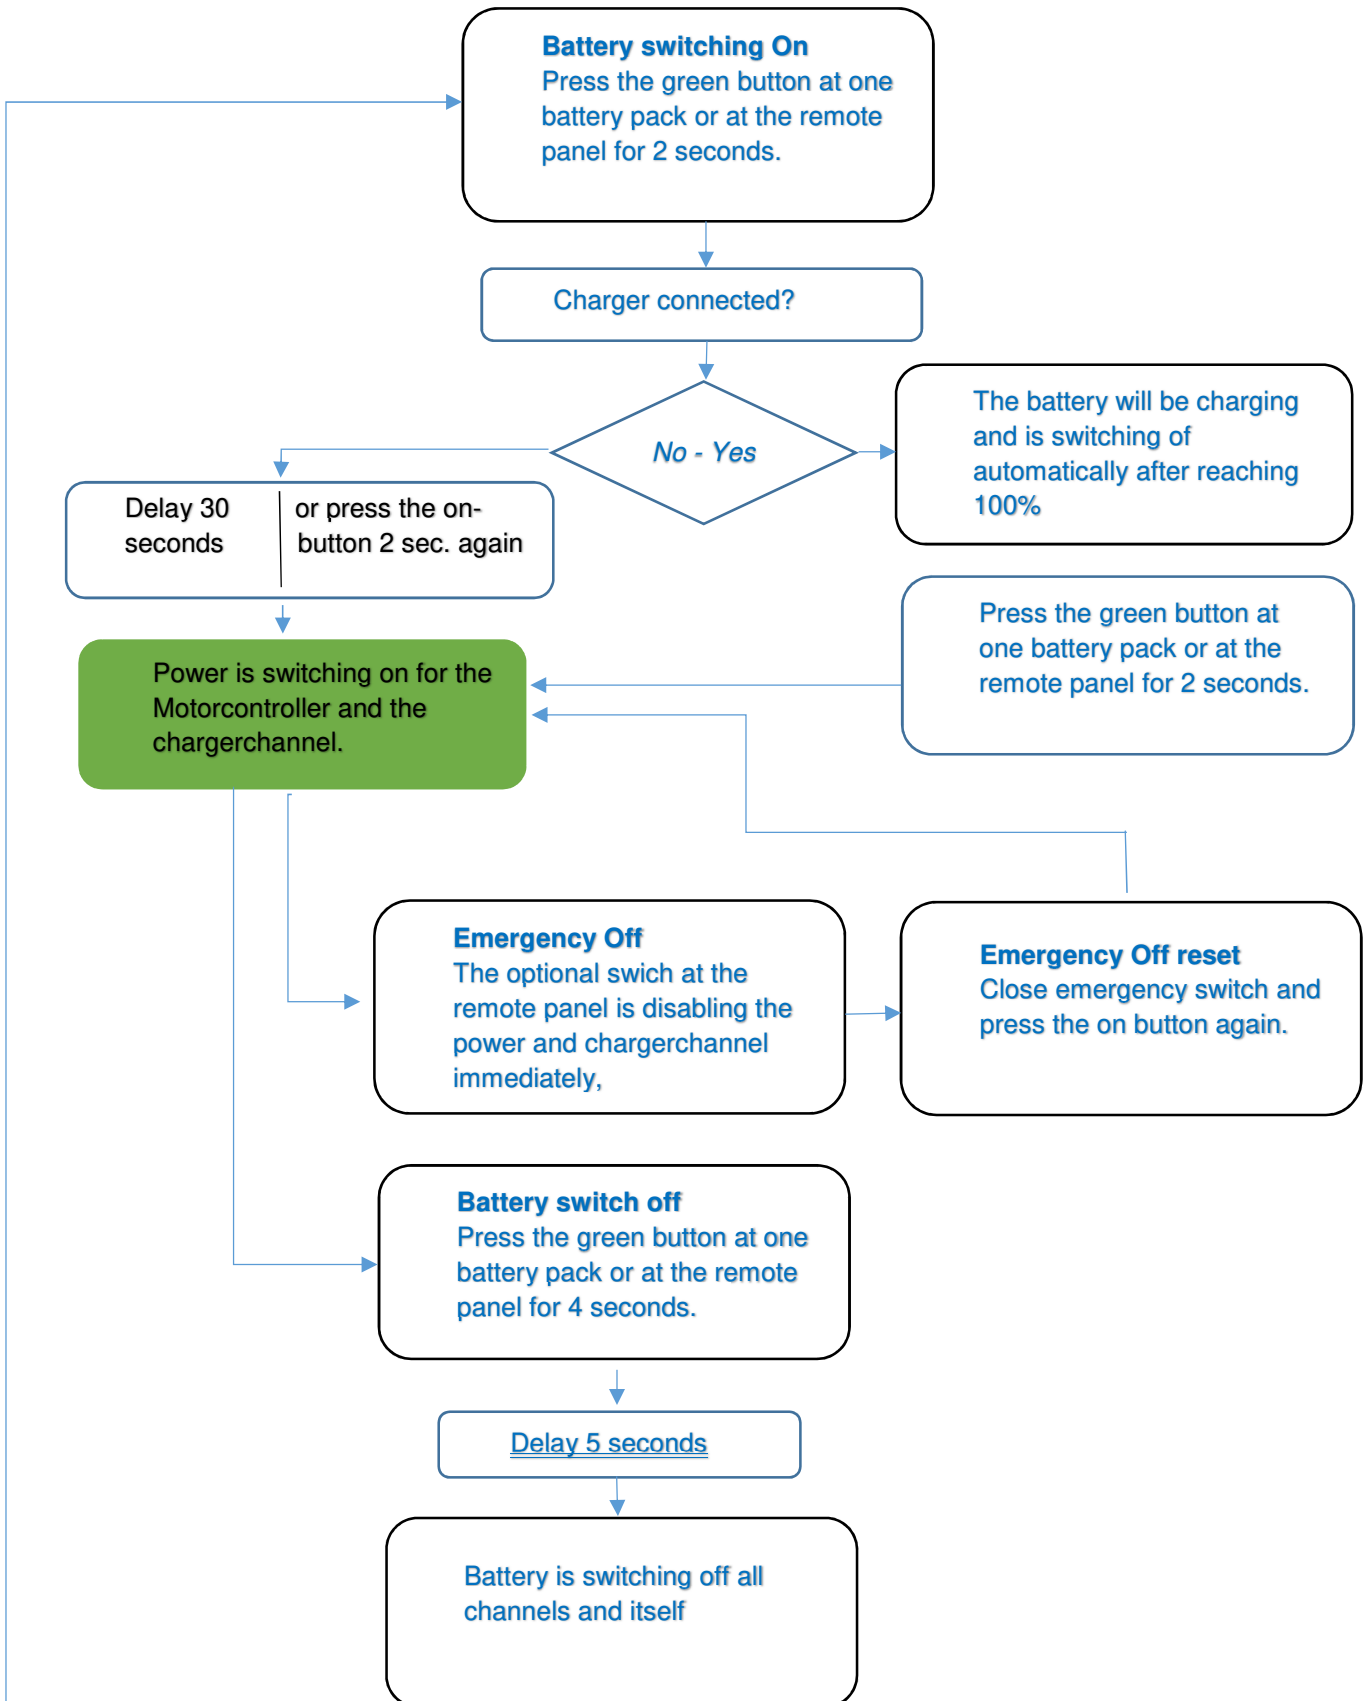 Battery switching On
Press the green button at one
battery pack or at the remote
panel for 2 seconds.
Charger connected?
No - Yes
The battery will be charging
and is switching of
automatically after reaching
100%
Delay 30
seconds
or press the on-
button 2 sec. again
Press the green button at
one battery pack or at the
remote panel for 2 seconds.
Power is switching on for the
Motorcontroller and the
chargerchannel.
Emergency Off
The optional swich at the
remote panel is disabling the
power and chargerchannel
immediately,
Emergency Off reset
Close emergency switch and
press the on button again.
Battery switch off
Press the green button at one
battery pack or at the remote
panel for 4 seconds.
Delay 5 seconds
Battery is switching off all
channels and itself